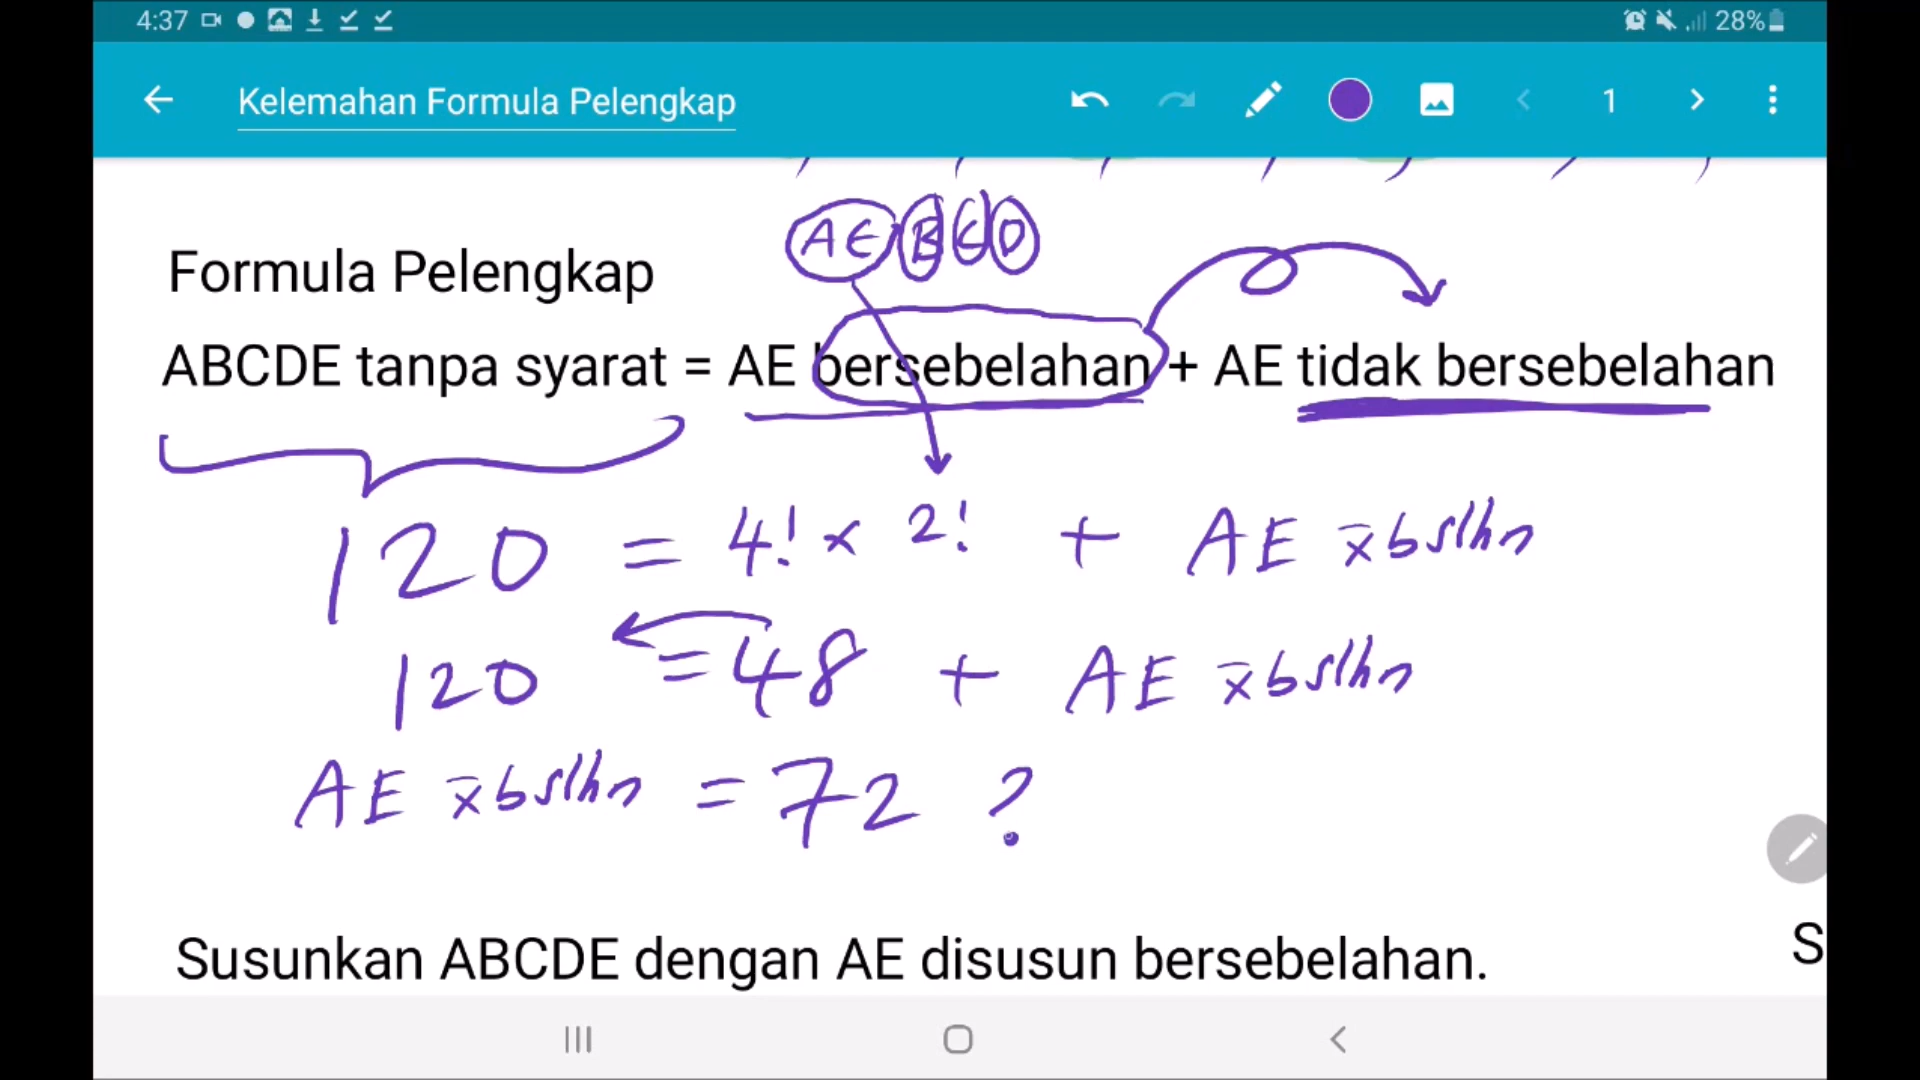 4:37 28%
Kelemahan Formula Pelengkap 1
AE B C D
Formula Pelengkap
ABCDE tanpa syarat = AE bersebelahan + AE tidak bersebelahan
120 = 4! x 2! + AE x̄ bslhn
120 = 48 + AE x̄ bslhn
AE x̄ bslhn = 72 ?
Susunkan ABCDE dengan AE disusun bersebelahan.
S